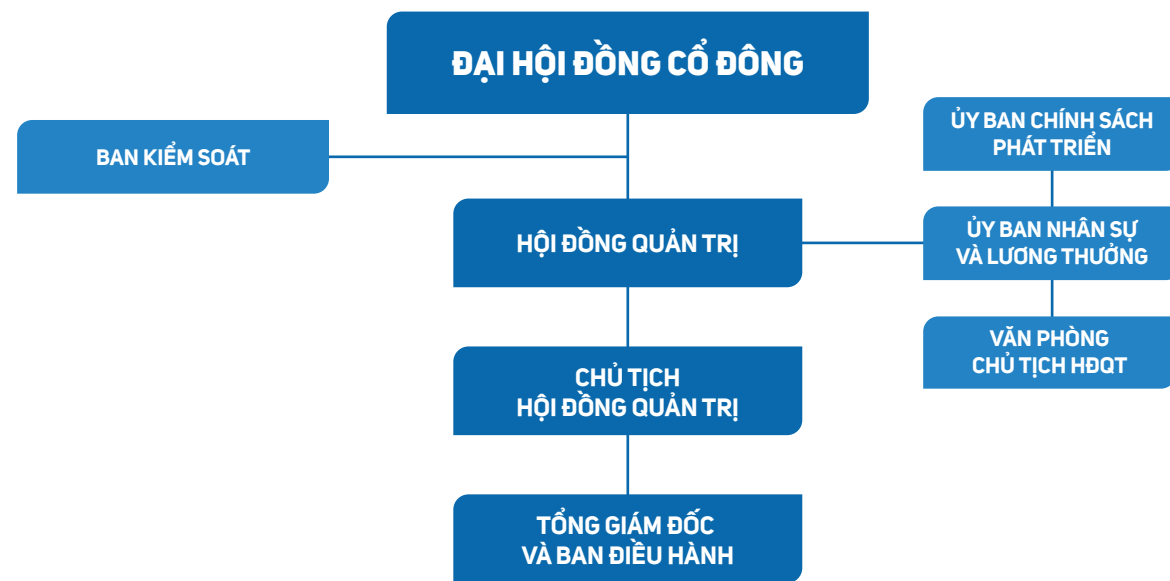 ĐẠI HỘI ĐỒNG CỔ ĐÔNG
BAN KIỂM SOÁT
ỦY BAN CHÍNH SÁCH
PHÁT TRIỂN
HỘI ĐỒNG QUẢN TRỊ
ỦY BAN NHÂN SỰ
VÀ LƯƠNG THƯỞNG
VĂN PHÒNG
CHỦ TỊCH HĐQT
CHỦ TỊCH
HỘI ĐỒNG QUẢN TRỊ
TỔNG GIÁM ĐỐC
VÀ BAN ĐIỀU HÀNH